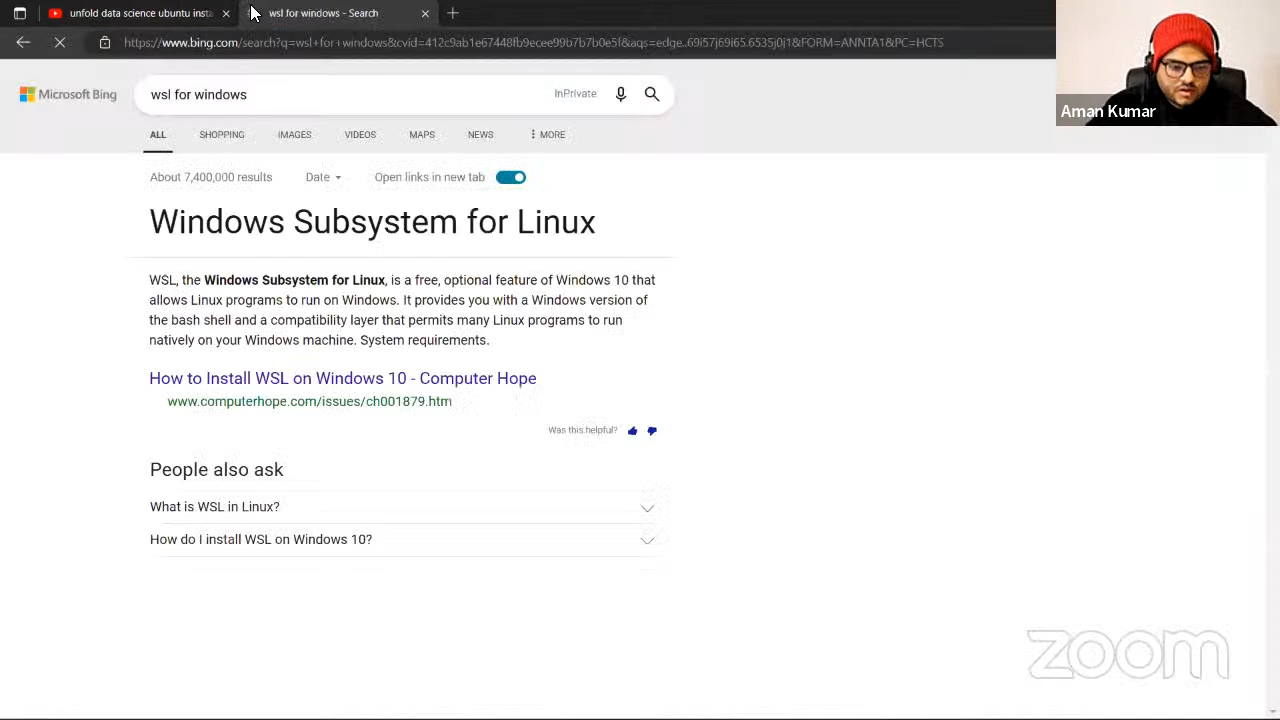 unfold data science ubuntu insta
wsl for windows - Search
https://www.bing.com/search?q=wsl+for+windows&cvid=412c9ab1e67448fb9ecee99b7b7b0e5f&aqs=edge..69i57j69i65.6535j0j1&FORM=ANNTA1&PC=HCTS
Microsoft Bing
wsl for windows
InPrivate
ALL
SHOPPING
IMAGES
VIDEOS
MAPS
NEWS
MORE
Aman Kumar
About 7,400,000 results
Date
Open links in new tab
Windows Subsystem for Linux
WSL, the Windows Subsystem for Linux, is a free, optional feature of Windows 10 that
allows Linux programs to run on Windows. It provides you with a Windows version of
the bash shell and a compatibility layer that permits many Linux programs to run
natively on your Windows machine. System requirements.
How to Install WSL on Windows 10 - Computer Hope
www.computerhope.com/issues/ch001879.htm
Was this helpful?
People also ask
What is WSL in Linux?
How do I install WSL on Windows 10?
zoom